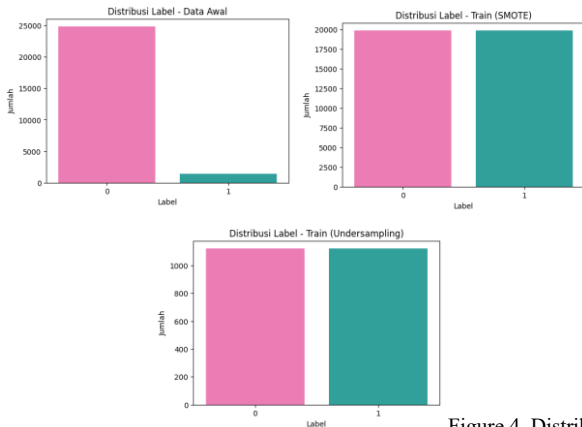 Distribusi Label - Data Awal
25000
20000
15000
10000
5000
0
Jumlah
0 1
Label
Distribusi Label - Train (SMOTE)
20000
17500
15000
12500
10000
7500
5000
2500
0
Jumlah
0 1
Label
Distribusi Label - Train (Undersampling)
1000
800
600
400
200
0
Jumlah
0 1
Label
Figure 4. Distrib